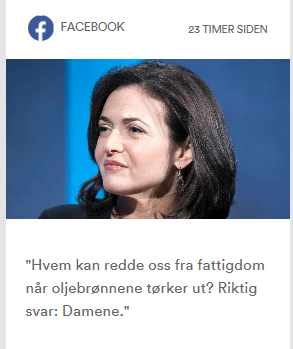 FACEBOOK 23 TIMER SIDEN
"Hvem kan redde oss fra fattigdom
når oljebrønnene tørker ut? Riktig
svar: Damene."